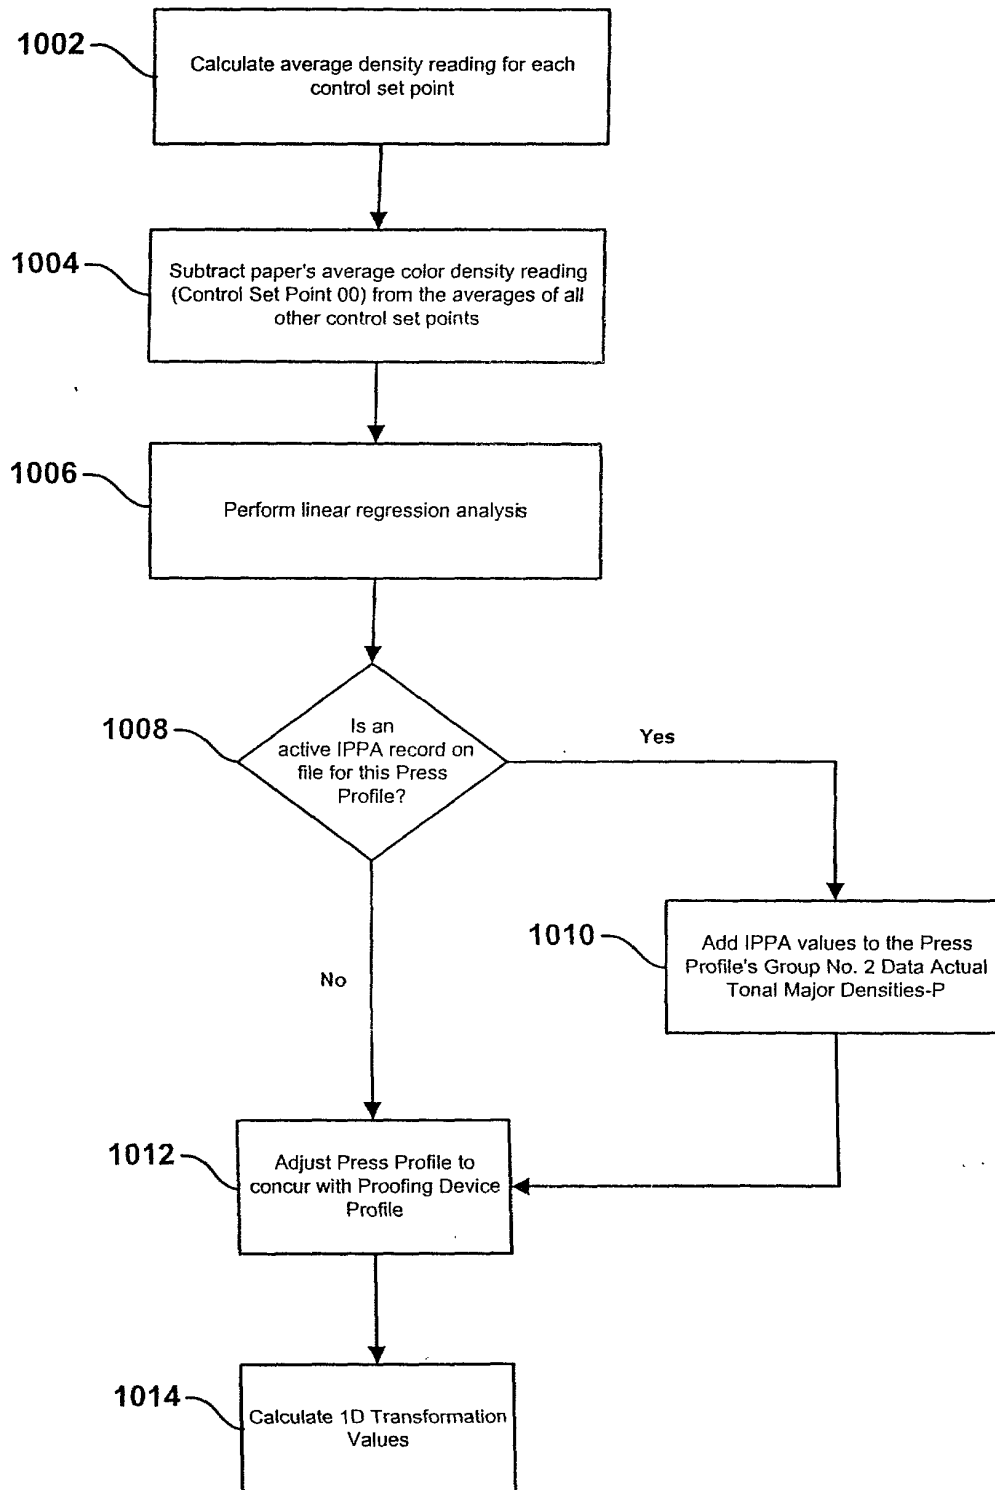 1002
Calculate average density reading for each
control set point
1004
Subtract paper's average color density reading
(Control Set Point 00) from the averages of all
other control set points
1006
Perform linear regression analysis
1008
Is an
active IPPA record on
file for this Press
Profile?
Yes
No
1010
Add IPPA values to the Press
Profile's Group No. 2 Data Actual
Tonal Major Densities-P
1012
Adjust Press Profile to
concur with Proofing Device
Profile
1014
Calculate 1D Transformation
Values